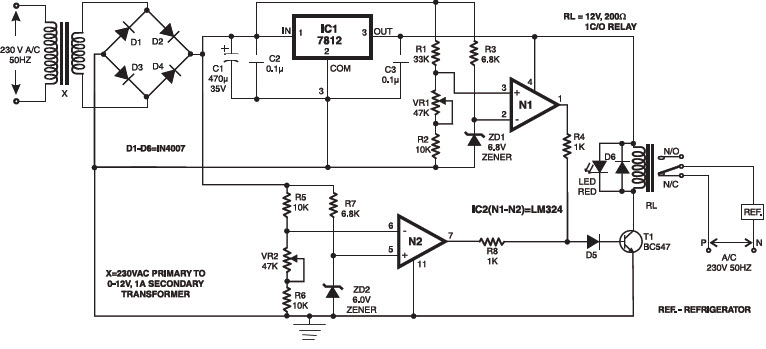 230 V A/C
50HZ
X
D1
D2
D3
D4
D1-D6=IN4007
C1
470µ
35V
C2
0.1µ
IN
1
IC1
7812
2
COM
3
OUT
3
C3
0.1µ
R1
33K
VR1
47K
R2
10K
R3
6.8K
ZD1
6.8V
ZENER
3
+
2
-
N1
4
1
R4
1K
RL = 12V, 200Ω
1C/O RELAY
LED
RED
D6
RL
N/O
N/C
REF.
P
N
A/C
230V 50HZ
T1
BC547
D5
IC2(N1-N2)=LM324
R5
10K
VR2
47K
R6
10K
R7
6.8K
ZD2
6.0V
ZENER
6
-
5
+
N2
7
11
R8
1K
X=230VAC PRIMARY TO
0-12V, 1A SECONDARY
TRANSFORMER
REF.- REFRIGERATOR